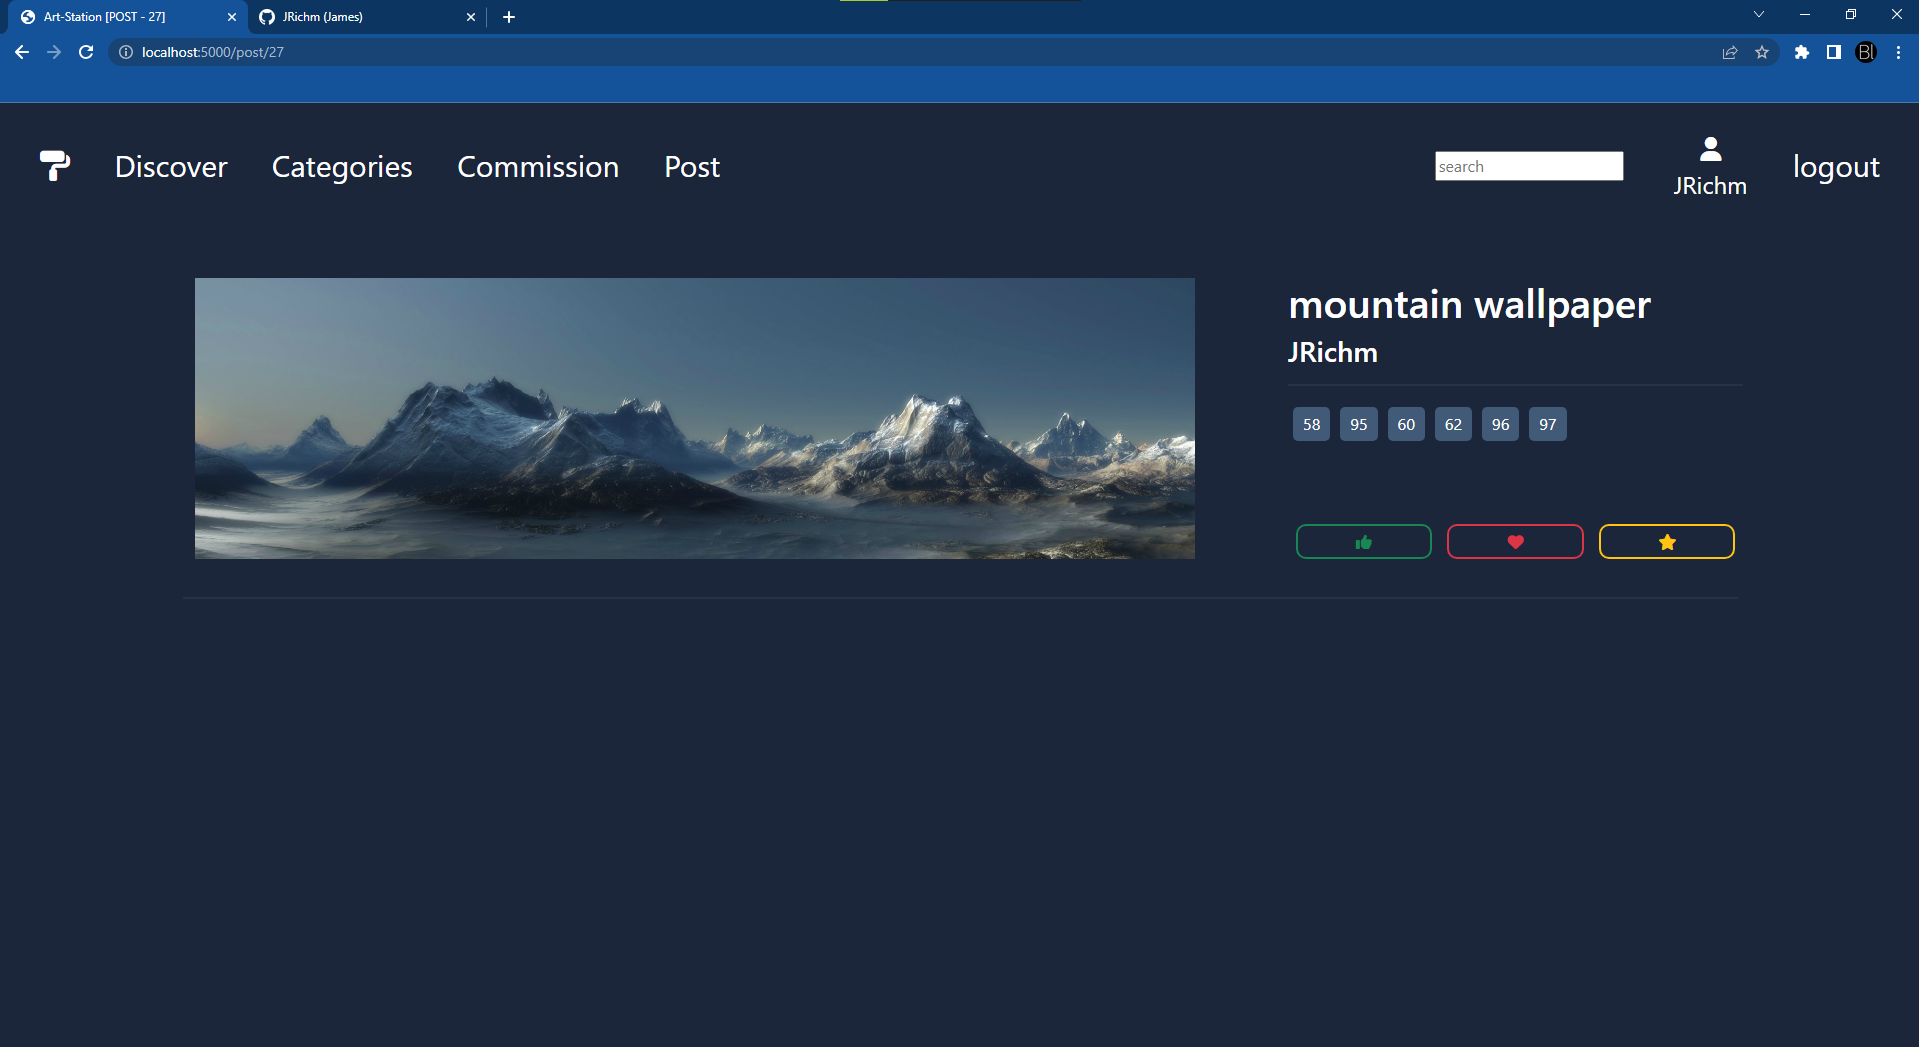 Art-Station [POST - 27]
JRichm (James)
localhost:5000/post/27
Bl
Discover Categories Commission Post
search
JRichm
logout
mountain wallpaper
JRichm
58 95 60 62 96 97